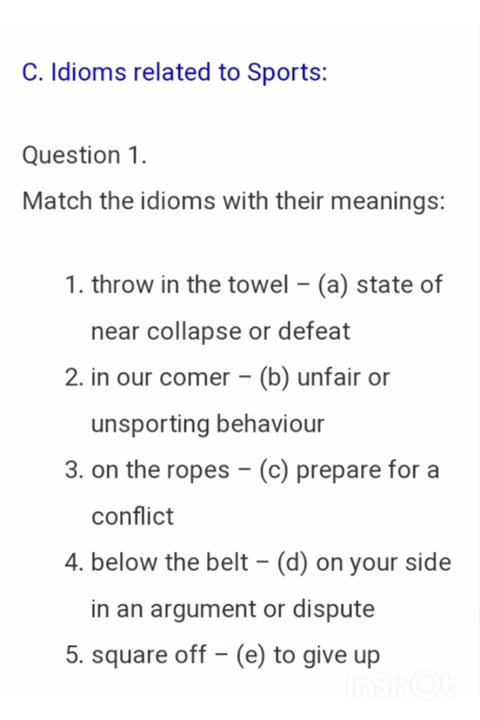 C. Idioms related to Sports:
Question 1.
Match the idioms with their meanings:
1. throw in the towel – (a) state of
near collapse or defeat
2. in our comer – (b) unfair or
unsporting behaviour
3. on the ropes – (c) prepare for a
conflict
4. below the belt – (d) on your side
in an argument or dispute
5. square off – (e) to give up
InShOt